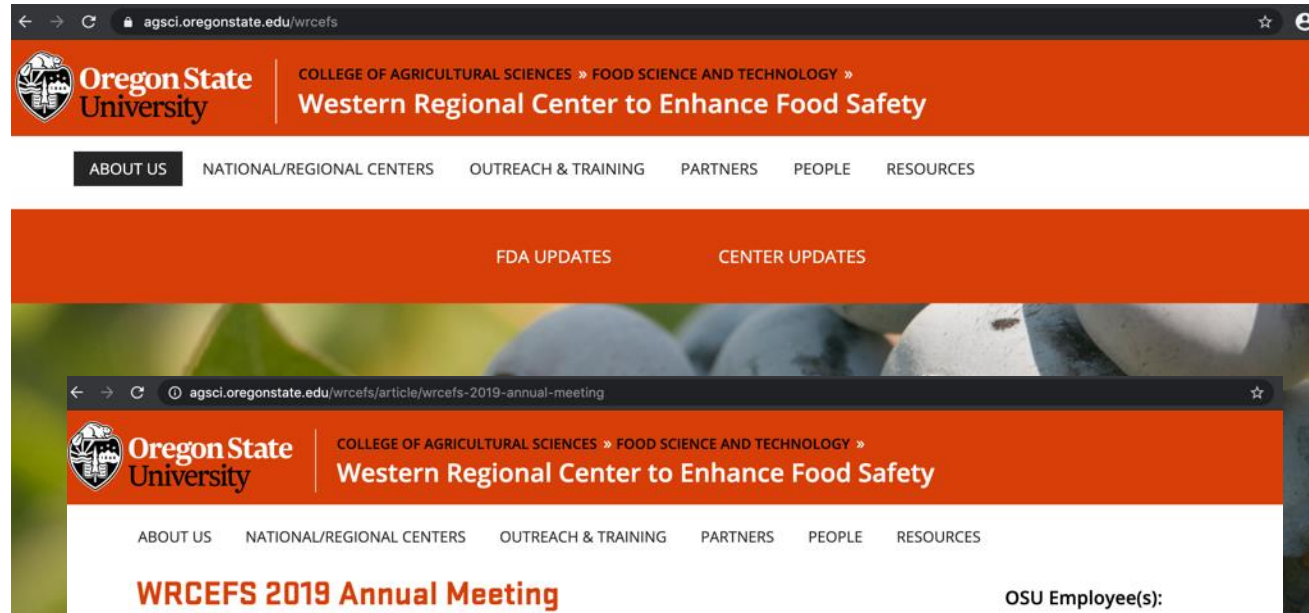 agsci.oregonstate.edu/wrcefs
Oregon State
University
COLLEGE OF AGRICULTURAL SCIENCES » FOOD SCIENCE AND TECHNOLOGY »
Western Regional Center to Enhance Food Safety
ABOUT US NATIONAL/REGIONAL CENTERS OUTREACH & TRAINING PARTNERS PEOPLE RESOURCES
FDA UPDATES CENTER UPDATES
agsci.oregonstate.edu/wrcefs/article/wrcefs-2019-annual-meeting
Oregon State
University
COLLEGE OF AGRICULTURAL SCIENCES » FOOD SCIENCE AND TECHNOLOGY »
Western Regional Center to Enhance Food Safety
ABOUT US NATIONAL/REGIONAL CENTERS OUTREACH & TRAINING PARTNERS PEOPLE RESOURCES
WRCEFS 2019 Annual Meeting
OSU Employee(s):